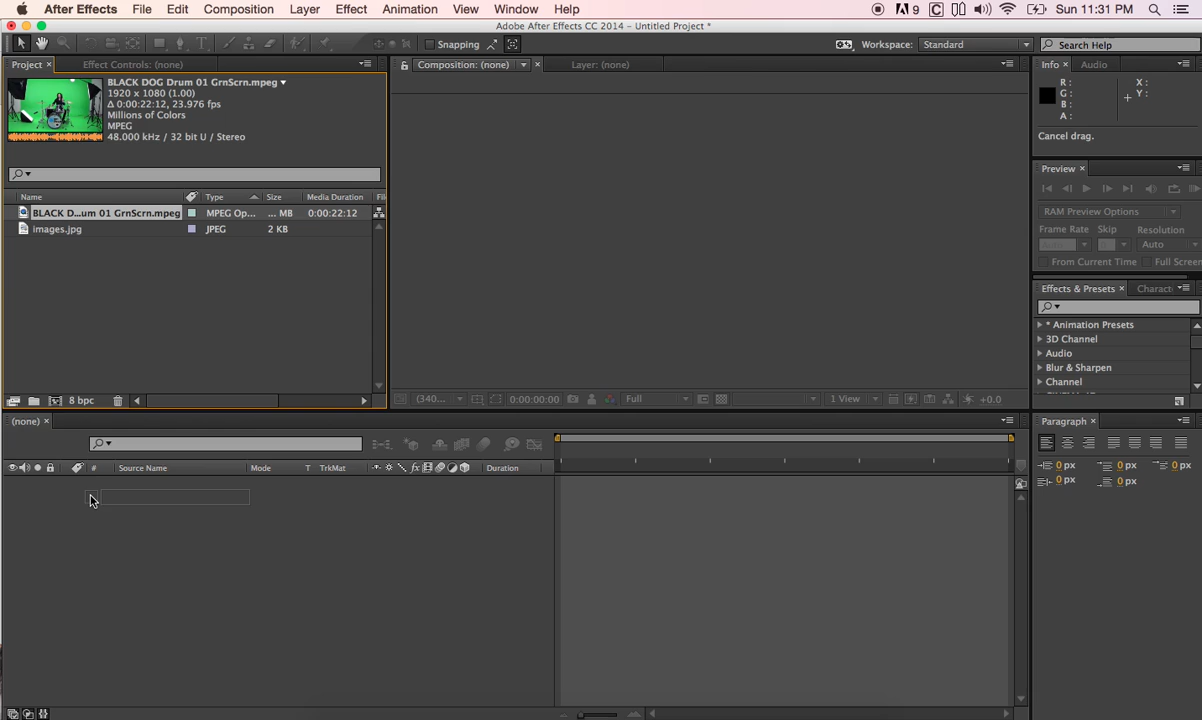 After Effects File Edit Composition Layer Effect Animation View Window Help 9 Sun 11:31 PM
Adobe After Effects CC 2014 - Untitled Project *
Snapping Workspace: Standard Search Help
Project Effect Controls: (none) Composition: (none) Layer: (none) Info Audio
BLACK DOG Drum 01 GrnScrn.mpeg
1920 x 1080 (1.00)
Δ 0:00:22:12, 23.976 fps
Millions of Colors
MPEG
48.000 kHz / 32 bit U / Stereo
R :
G :
B :
A :
X :
Y :
Cancel drag.
Preview
Name Type Size Media Duration Fil
BLACK D...um 01 GrnScrn.mpeg MPEG Op... ... MB 0:00:22:12
images.jpg JPEG 2 KB
RAM Preview Options
Frame Rate Skip Resolution
Auto
From Current Time Full Screen
Effects & Presets Charact
* Animation Presets
3D Channel
Audio
Blur & Sharpen
Channel
8 bpc
(340... 0:00:00:00 Full 1 View +0.0
(none)
Paragraph
# Source Name Mode T TrkMat fx Duration
0 px 0 px 0 px
0 px 0 px